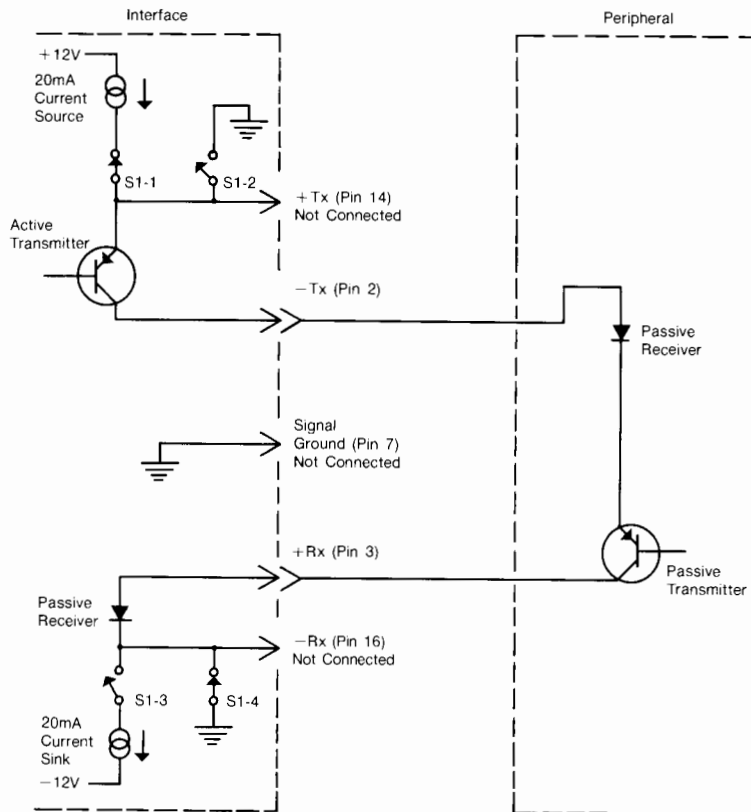 Interface
Peripheral
+12V
20mA
Current
Source
S1-1
S1-2
+Tx (Pin 14)
Not Connected
Active
Transmitter
−Tx (Pin 2)
Passive
Receiver
Signal
Ground (Pin 7)
Not Connected
+Rx (Pin 3)
Passive
Transmitter
Passive
Receiver
−Rx (Pin 16)
Not Connected
S1-3
S1-4
20mA
Current
Sink
−12V